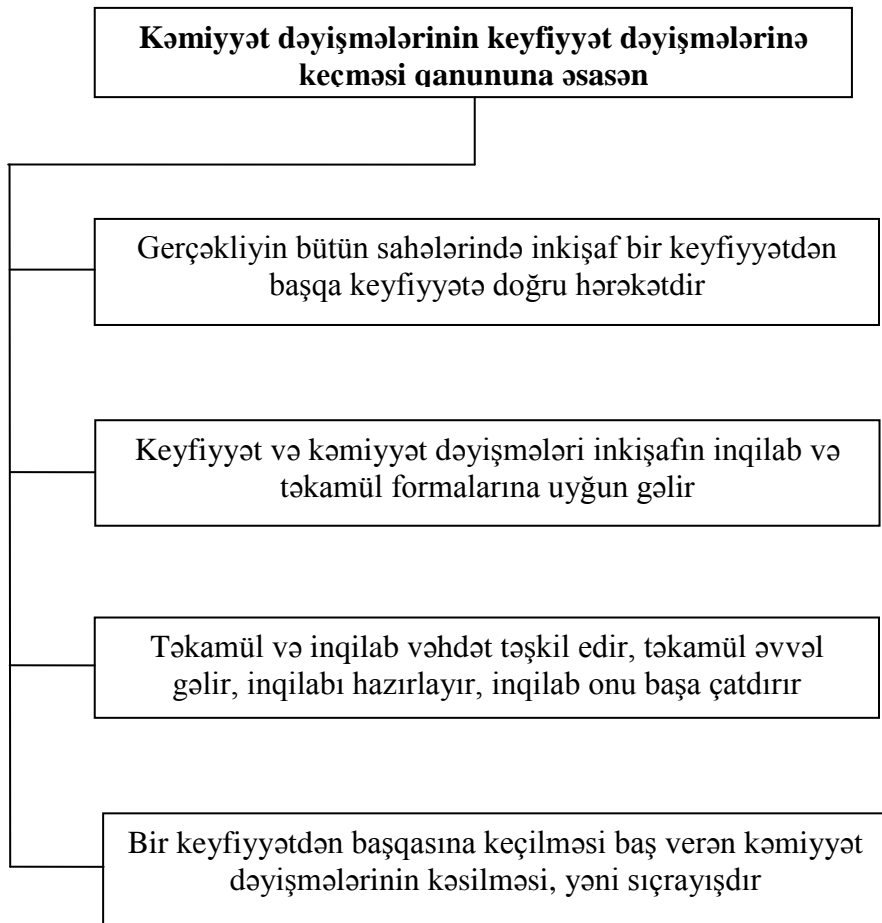 Kəmiyyət dəyişmələrinin keyfiyyət dəyişmələrinə
keçməsi qanununa əsasən
Gerçəkliyin bütün sahələrində inkişaf bir keyfiyyətdən
başqa keyfiyyətə doğru hərəkətdir
Keyfiyyət və kəmiyyət dəyişmələri inkişafın inqilab və
təkamül formalarına uyğun gəlir
Təkamül və inqilab vəhdət təşkil edir, təkamül əvvəl
gəlir, inqilabı hazırlayır, inqilab onu başa çatdırır
Bir keyfiyyətdən başqasına keçilməsi baş verən kəmiyyət
dəyişmələrinin kəsilməsi, yəni sıçrayışdır